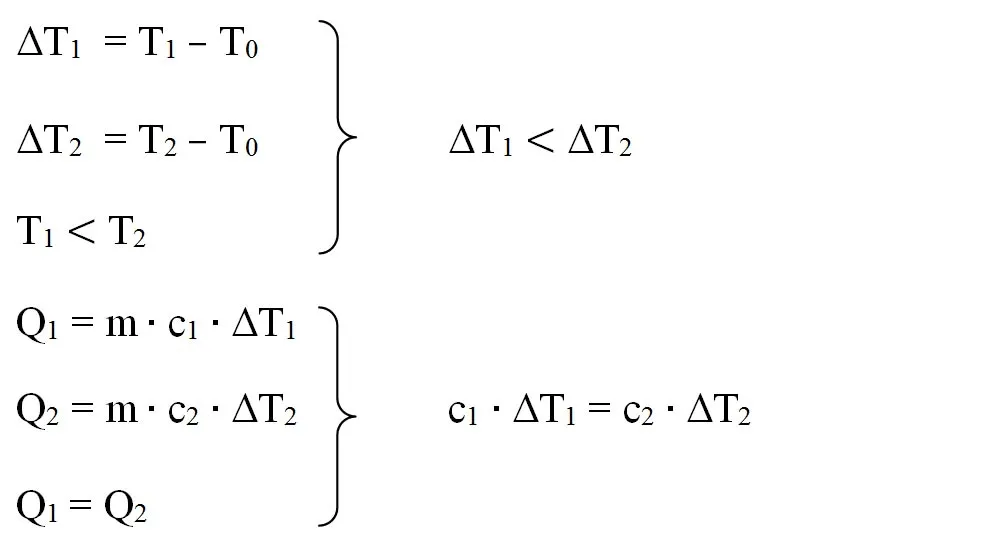 ΔT₁ = T₁ – T₀
ΔT₂ = T₂ – T₀
ΔT₁ < ΔT₂
T₁ < T₂
Q₁ = m · c₁ · ΔT₁
Q₂ = m · c₂ · ΔT₂
c₁ · ΔT₁ = c₂ · ΔT₂
Q₁ = Q₂